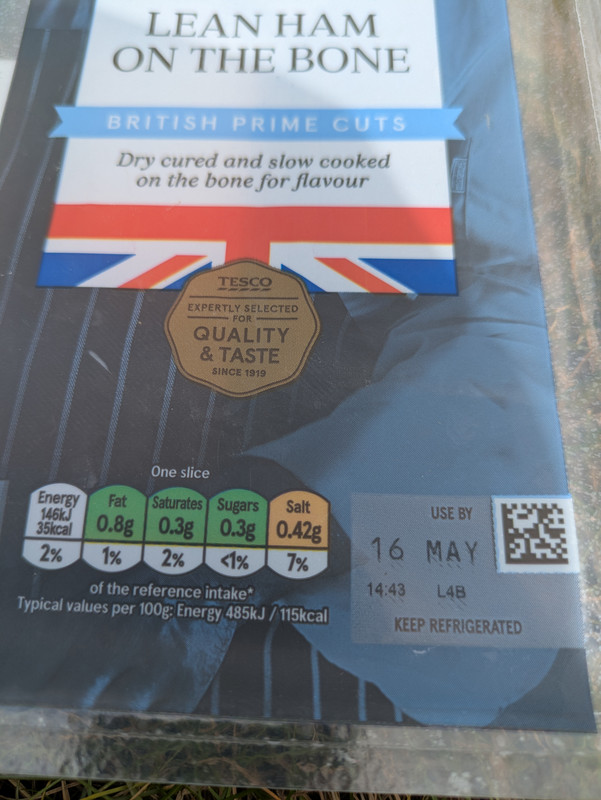 LEAN HAM
ON THE BONE
BRITISH PRIME CUTS
Dry cured and slow cooked
on the bone for flavour
TESCO
EXPERTLY SELECTED
FOR
QUALITY
& TASTE
SINCE 1919
One slice
Energy
146kJ
35kcal
2%
Fat
0.8g
1%
Saturates
0.3g
2%
Sugars
0.3g
<1%
Salt
0.42g
7%
of the reference intake*
Typical values per 100g: Energy 485kJ / 115kcal
USE BY
16 MAY
14:43 L4B
KEEP REFRIGERATED